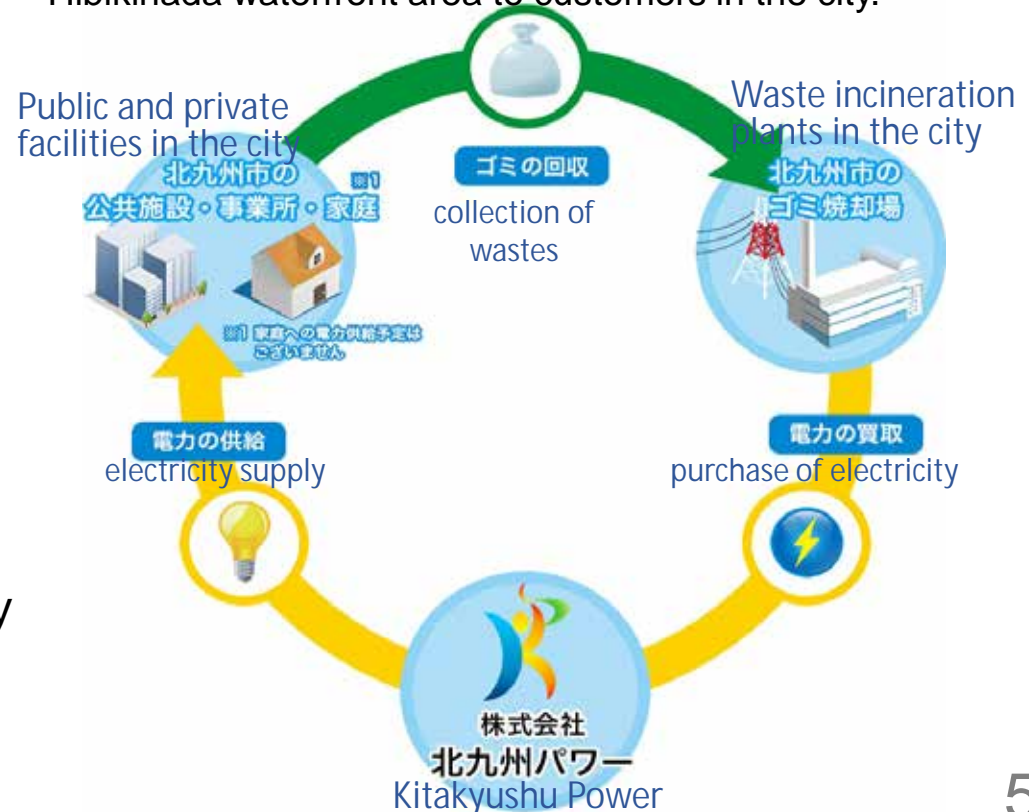 Hibikinada waterfront area to customers in the city.
Public and private
facilities in the city
北九州市の
公共施設・事業所・家庭
※1
※1 家庭への電力供給予定は
ございません
ゴミの回収
collection of
wastes
Waste incineration
plants in the city
北九州市の
ゴミ焼却場
電力の供給
electricity supply
電力の買取
purchase of electricity
y
株式会社
北九州パワー
Kitakyushu Power
5